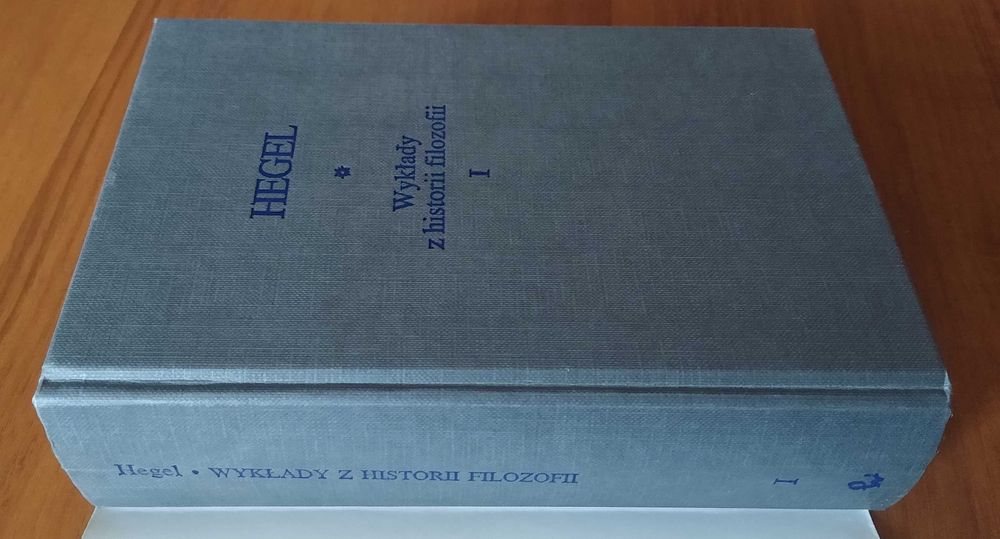 HEGEL
*
Wykłady
z historii filozofii
I
Hegel • WYKŁADY Z HISTORII FILOZOFII I